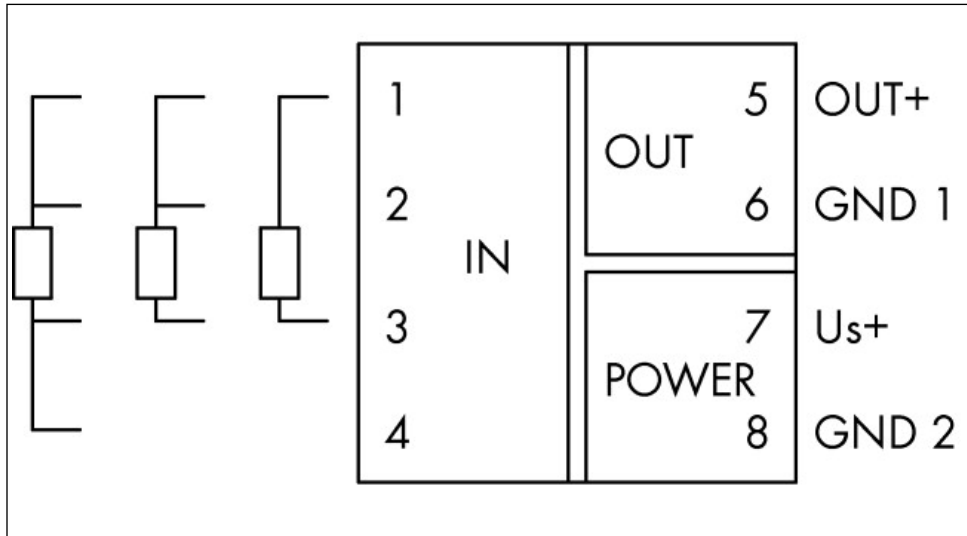 1 5 OUT+
OUT
2 6 GND 1
IN
3 7 Us+
POWER
4 8 GND 2